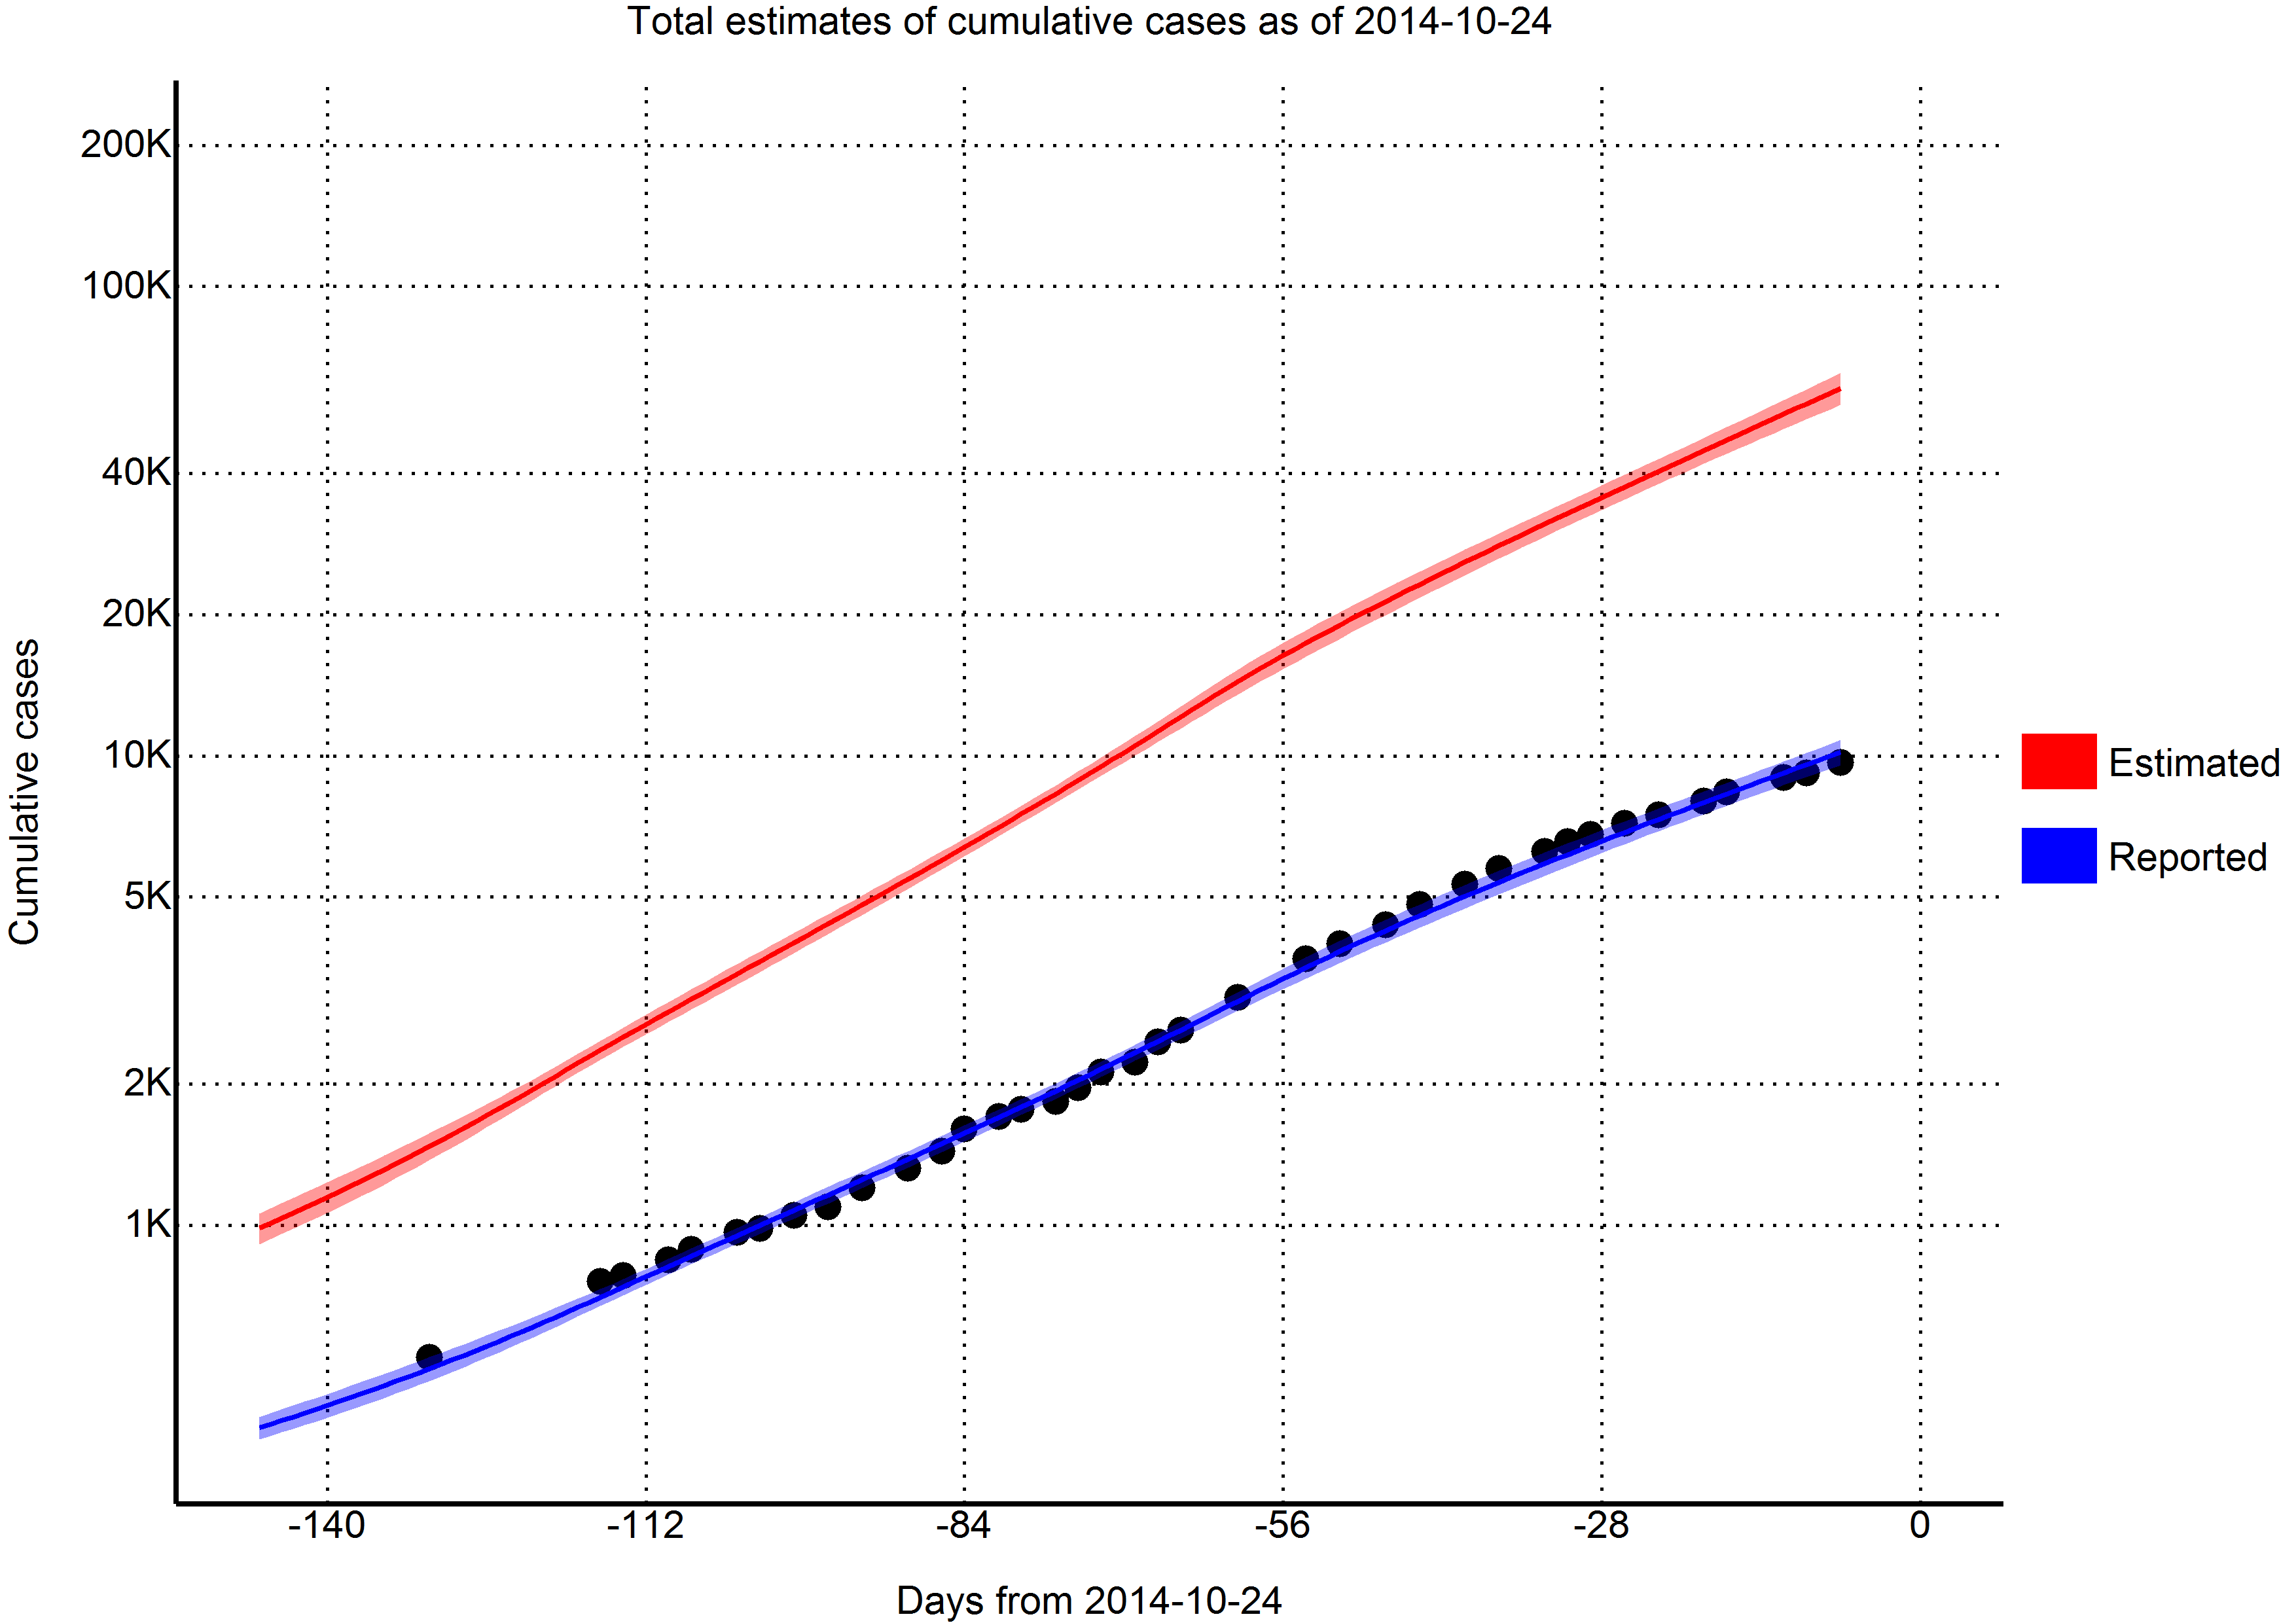 Total estimates of cumulative cases as of 2014-10-24
200K
100K
40K
20K
10K
5K
2K
1K
Cumulative cases
Estimated
Reported
-140 -112 -84 -56 -28 0
Days from 2014-10-24